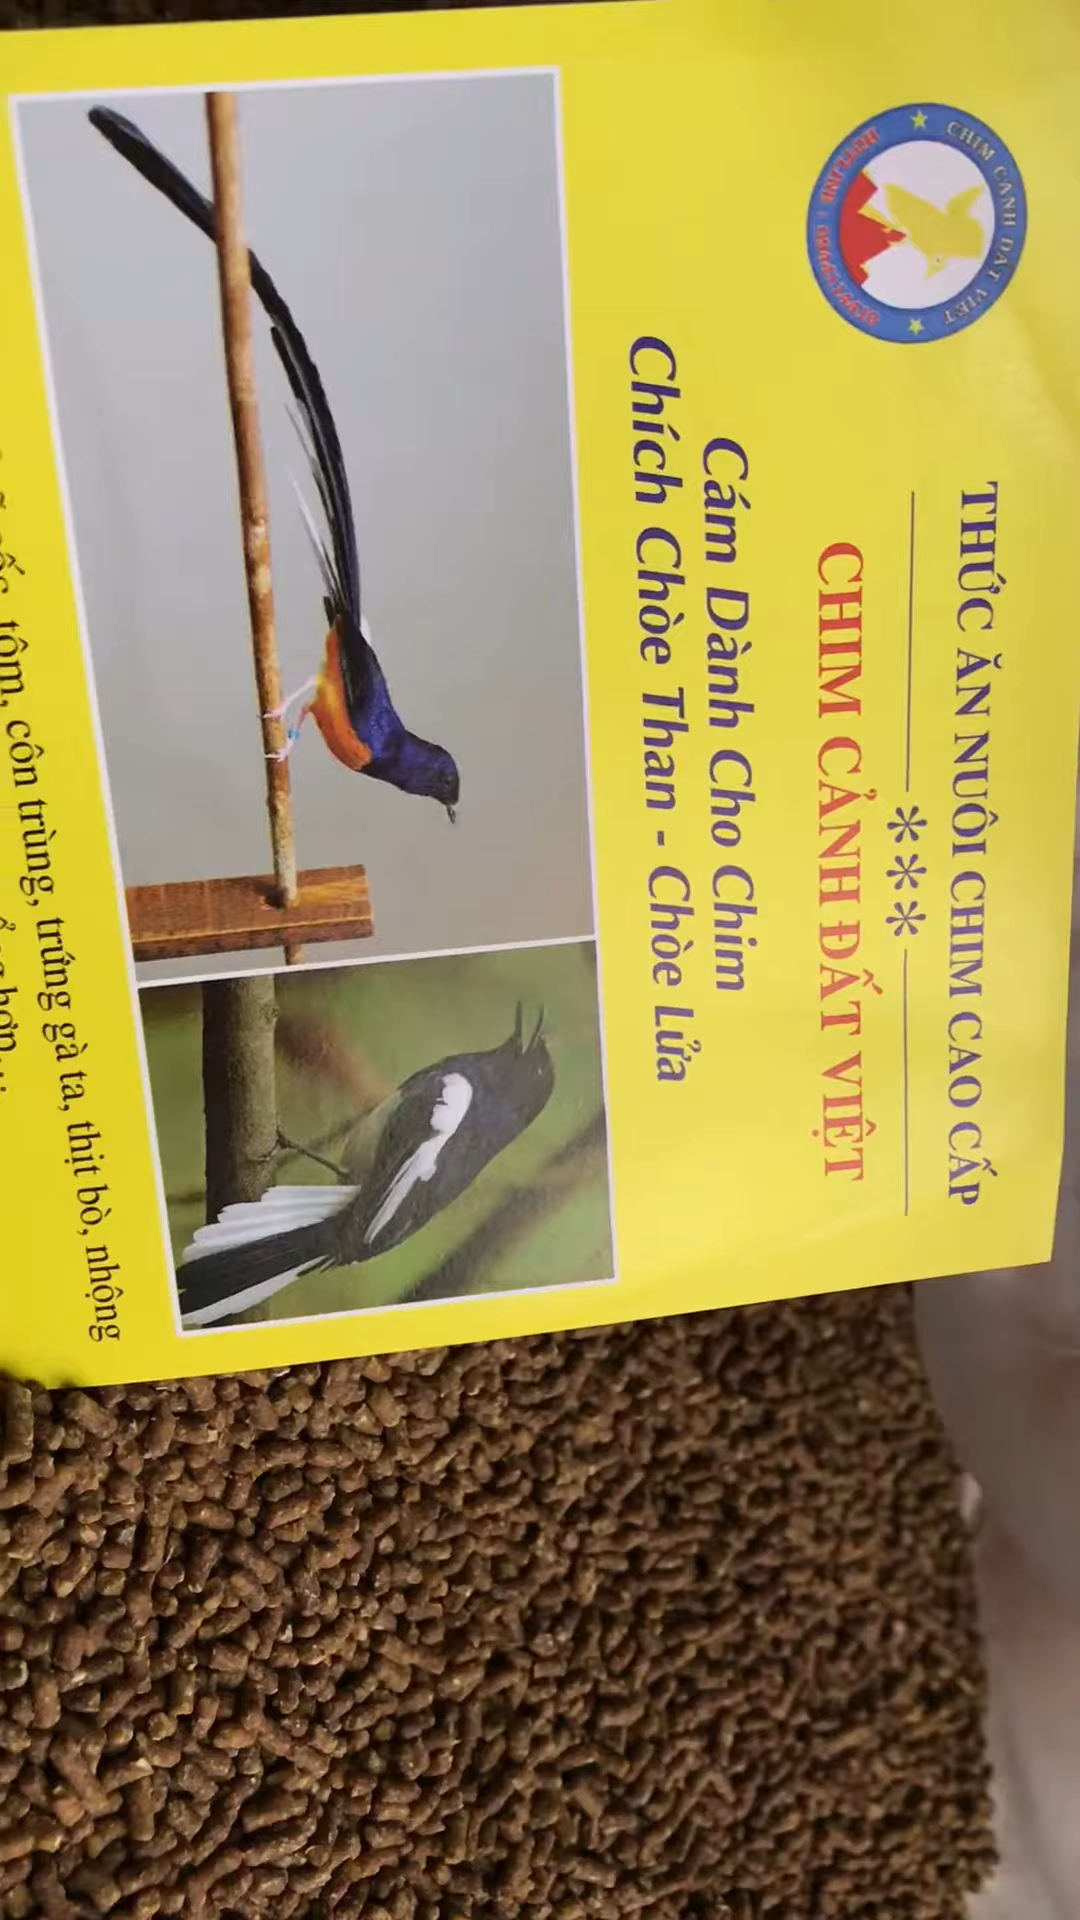 CHIM CẢNH ĐẤT VIỆT
HOTLINE :
THỨC ĂN NUÔI CHIM CAO CẤP
***
CHIM CẢNH ĐẤT VIỆT
Cám Dành Cho Chim
Chích Chòe Than - Chòe Lửa
tôm, côn trùng, trứng gà ta, thịt bò, nhộng